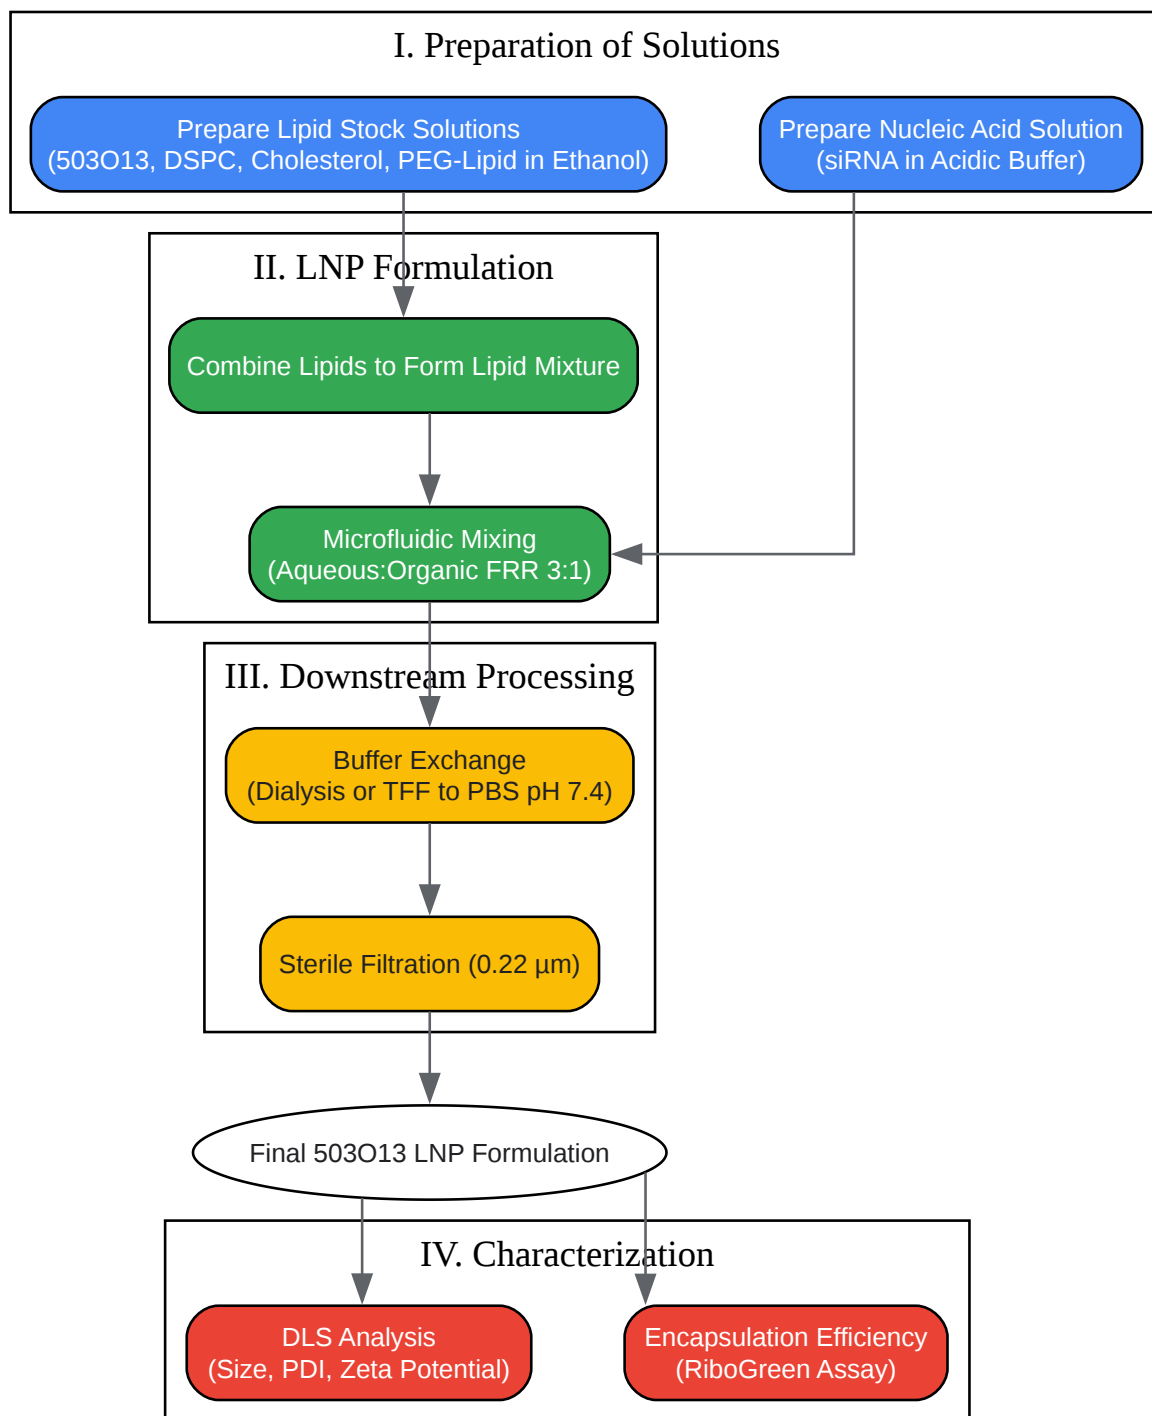 I. Preparation of Solutions
Prepare Lipid Stock Solutions
(503O13, DSPC, Cholesterol, PEG-Lipid in Ethanol)
Prepare Nucleic Acid Solution
(siRNA in Acidic Buffer)
II. LNP Formulation
Combine Lipids to Form Lipid Mixture
Microfluidic Mixing
(Aqueous:Organic FRR 3:1)
III. Downstream Processing
Buffer Exchange
(Dialysis or TFF to PBS pH 7.4)
Sterile Filtration (0.22 µm)
Final 503O13 LNP Formulation
IV. Characterization
DLS Analysis
(Size, PDI, Zeta Potential)
Encapsulation Efficiency
(RiboGreen Assay)